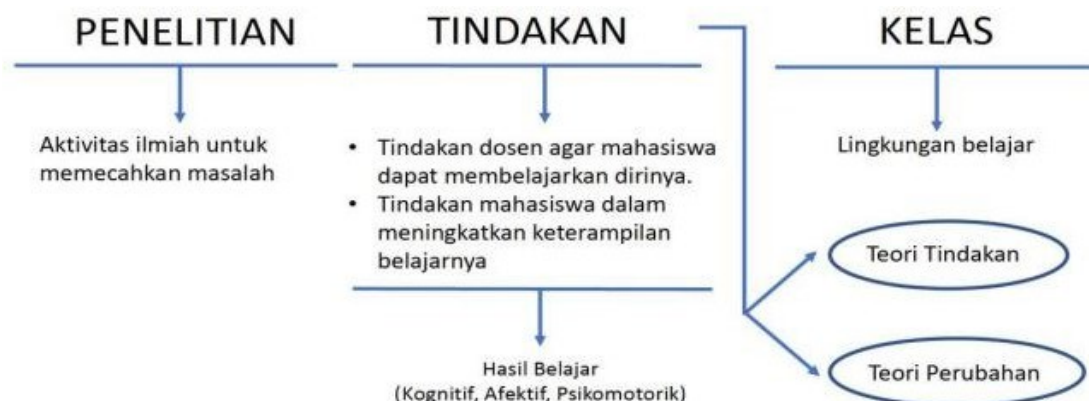 PENELITIAN
Aktivitas ilmiah untuk
memecahkan masalah
TINDAKAN
• Tindakan dosen agar mahasiswa
dapat membelajarkan dirinya.
• Tindakan mahasiswa dalam
meningkatkan keterampilan
belajarnya
Hasil Belajar
(Kognitif, Afektif, Psikomotorik)
KELAS
Lingkungan belajar
Teori Tindakan
Teori Perubahan